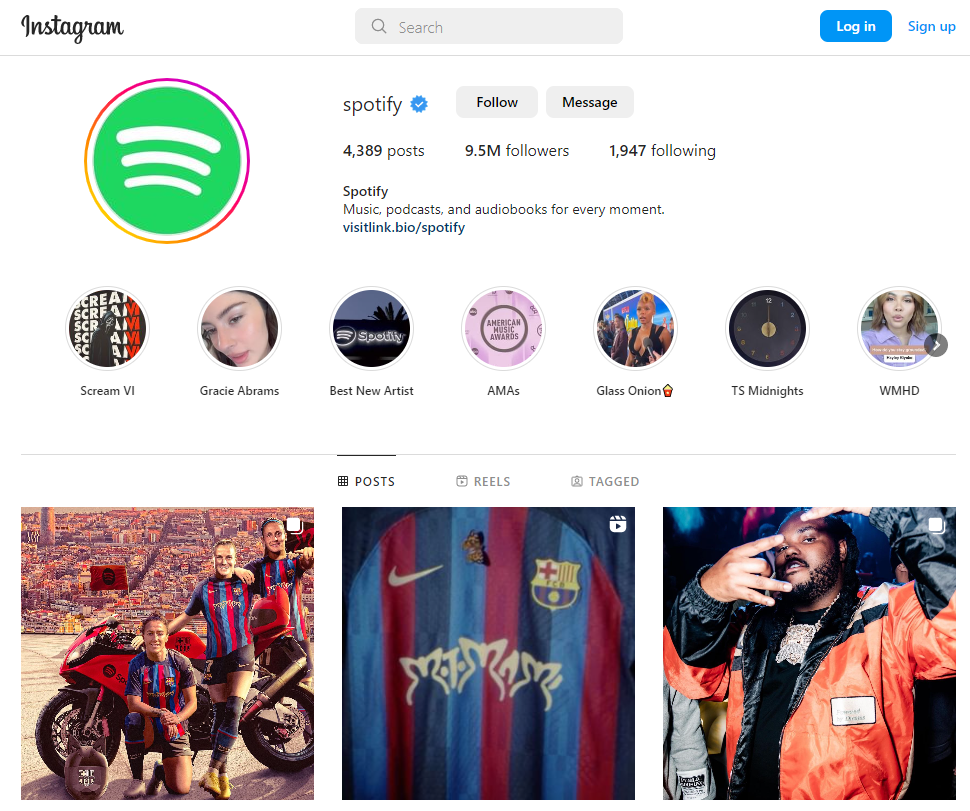 Instagram
Search
Log in
Sign up
spotify
Follow
Message
4,389 posts
9.5M followers
1,947 following
Spotify
Music, podcasts, and audiobooks for every moment.
visitlink.bio/spotify
SCREAM
SCREAM
SCREAM
SCREAM
SCREAM
Spotify
AMERICAN
MUSIC
AWARDS
Scream VI
Gracie Abrams
Best New Artist
AMAs
Glass Onion
TS Midnights
WMHD
POSTS
REELS
TAGGED
MOTOMAMI